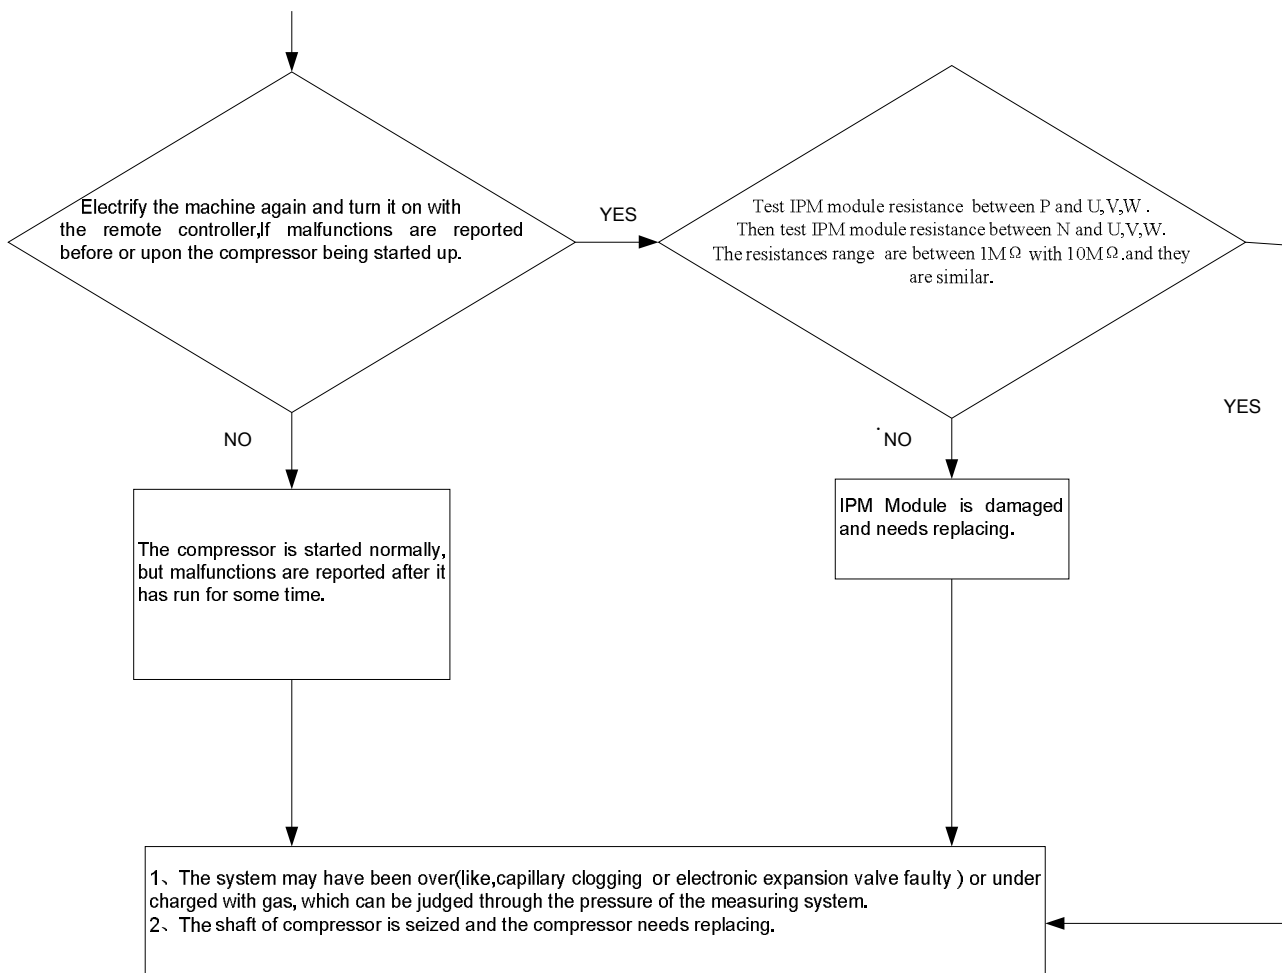 Electrify the machine again and turn it on with
the remote controller,If malfunctions are reported
before or upon the compressor being started up.
YES
Test IPM module resistance between P and U,V,W .
Then test IPM module resistance between N and U,V,W.
The resistances range are between 1MΩ with 10MΩ.and they
are similar.
YES
NO
NO
The compressor is started normally,
but malfunctions are reported after it
has run for some time.
IPM Module is damaged
and needs replacing.
1、The system may have been over(like,capillary clogging or electronic expansion valve faulty ) or under
charged with gas, which can be judged through the pressure of the measuring system.
2、The shaft of compressor is seized and the compressor needs replacing.